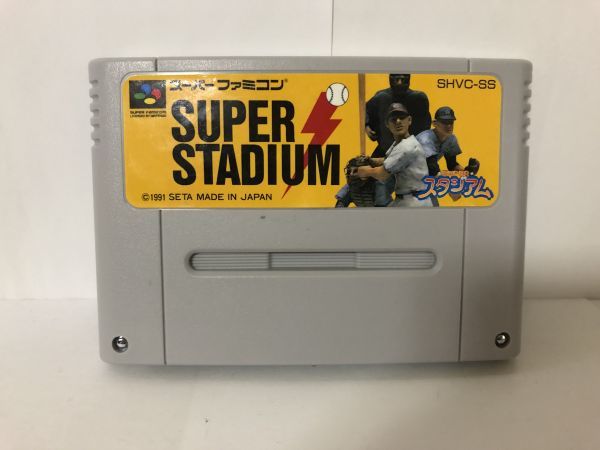 スーパーファミコン
SHVC-SS
SUPER
STADIUM
スタジアム
©1991 SETA MADE IN JAPAN